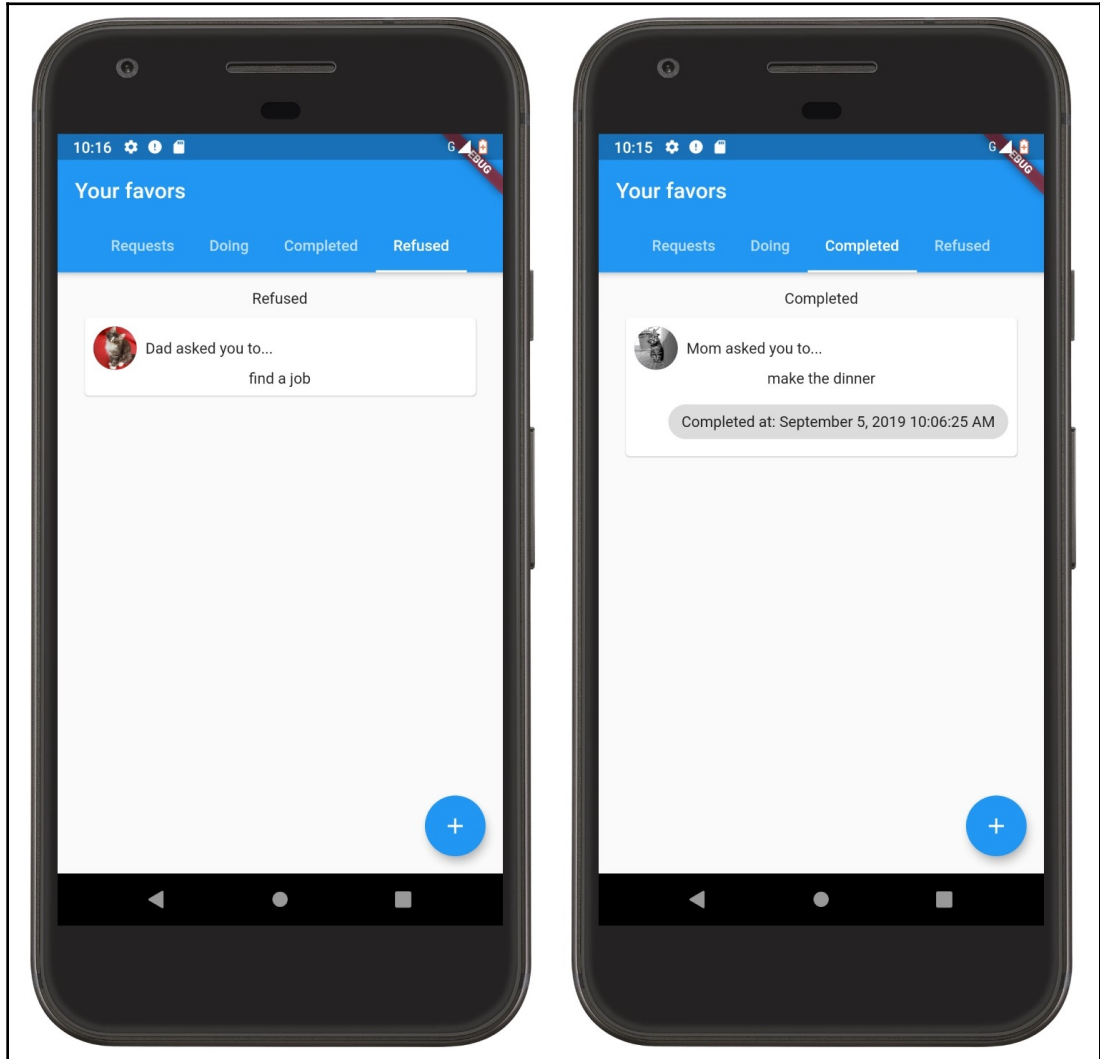 10:16 G
DEBUG
Your favors
Requests Doing Completed Refused
Refused
Dad asked you to...
find a job
+
10:15 G
DEBUG
Your favors
Requests Doing Completed Refused
Completed
Mom asked you to...
make the dinner
Completed at: September 5, 2019 10:06:25 AM
+